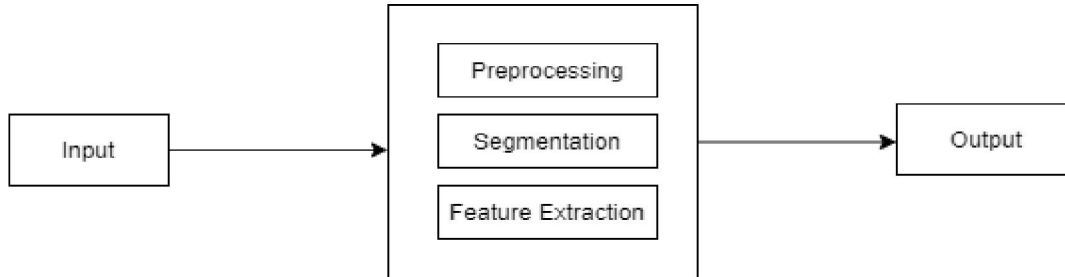 Input
Preprocessing
Segmentation
Feature Extraction
Output